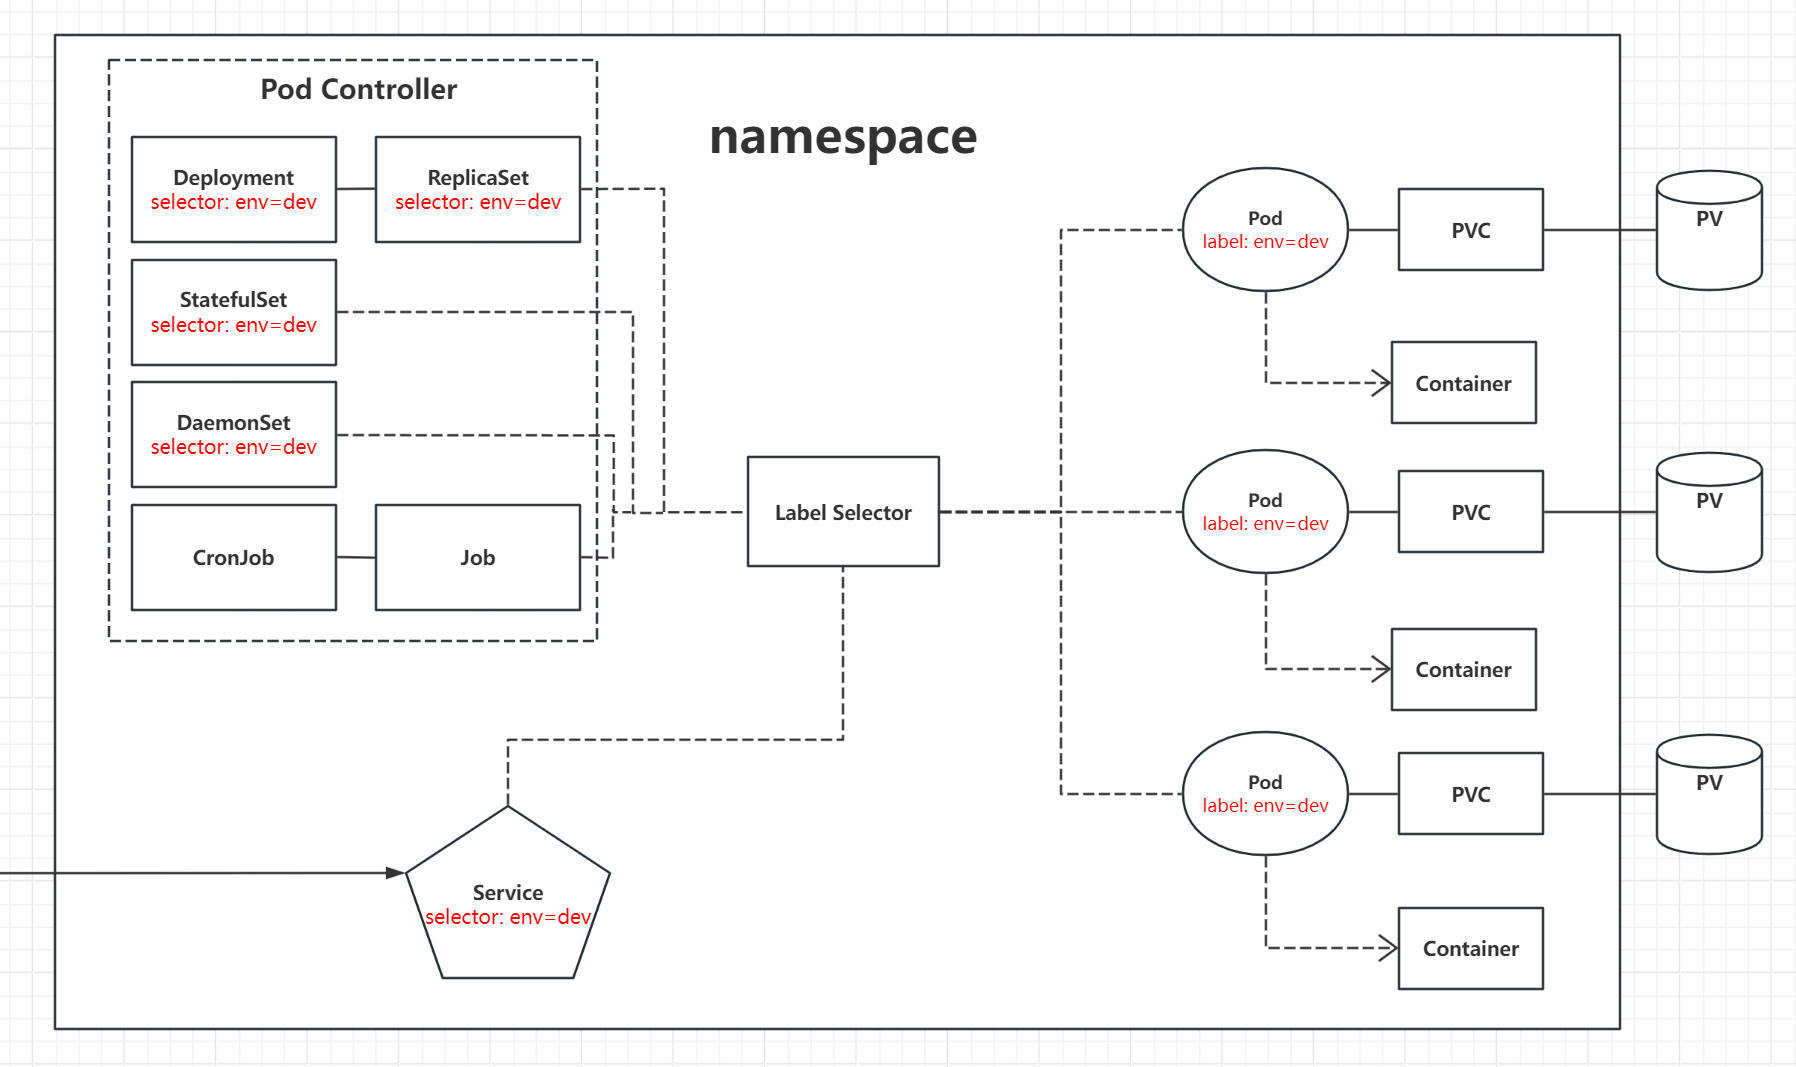 Pod Controller
namespace
Deployment
selector: env=dev
ReplicaSet
selector: env=dev
StatefulSet
selector: env=dev
DaemonSet
selector: env=dev
CronJob
Job
Label Selector
Service
selector: env=dev
Pod
label: env=dev
PVC
PV
Container
Pod
label: env=dev
PVC
PV
Container
Pod
label: env=dev
PVC
PV
Container